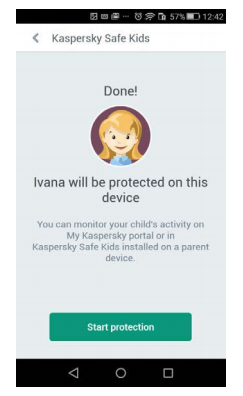 57% 12:42
Kaspersky Safe Kids
Done!
Ivana will be protected on this
device
You can monitor your child's activity on
My Kaspersky portal or in
Kaspersky Safe Kids installed on a parent
device.
Start protection